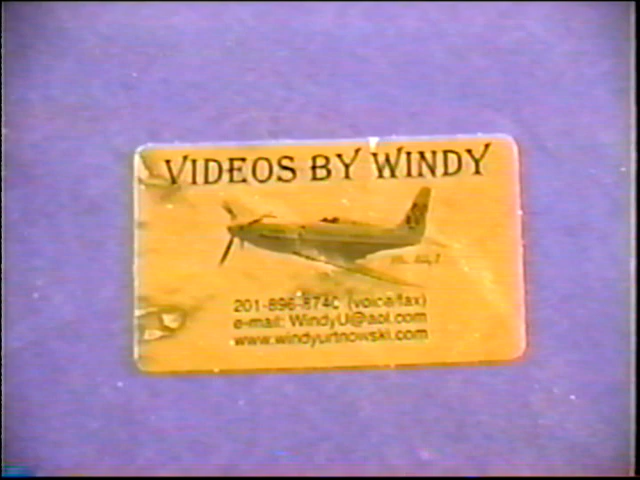 VIDEOS BY WINDY
201-896-8740 (voice/fax)
e-mail: WindyU@aol.com
www.windyurtnowski.com